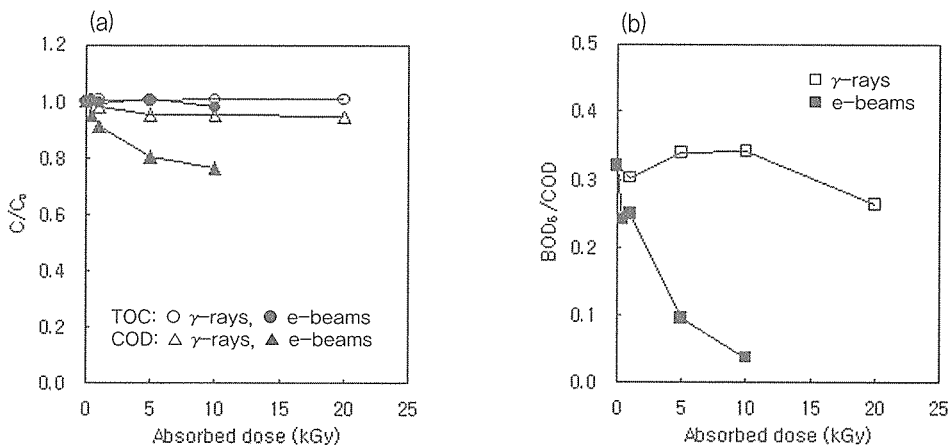 (a)
1.2
1.0
0.8
0.6
0.4
0.2
0.0
C/C₀
TOC: γ-rays, e-beams
COD: γ-rays, e-beams
0 5 10 15 20 25
Absorbed dose (kGy)
(b)
0.5
0.4
0.3
0.2
0.1
0.0
BOD₅/COD
γ-rays
e-beams
0 5 10 15 20 25
Absorbed dose (kGy)